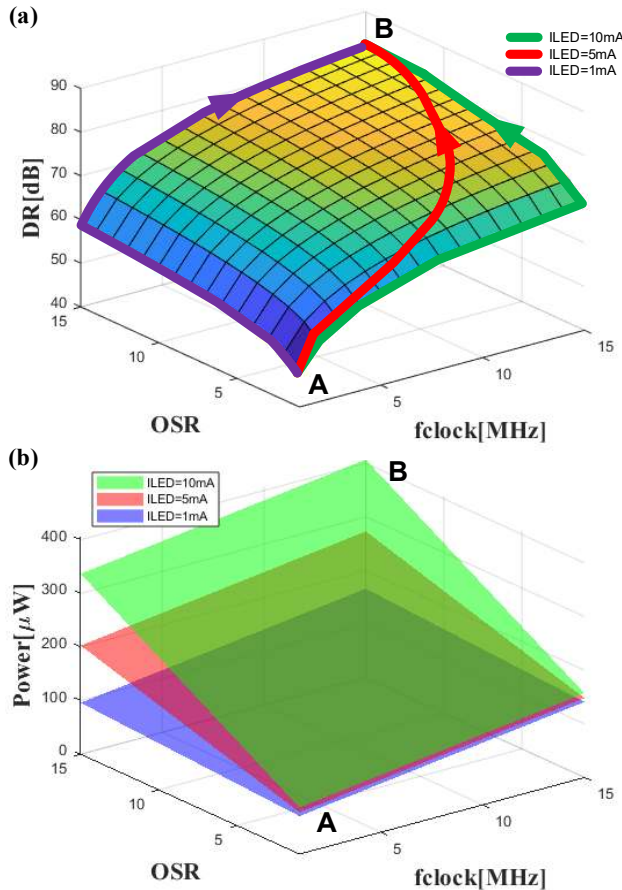 (a)
B
ILED=10mA
ILED=5mA
ILED=1mA
90
80
70
60
50
40
DR[dB]
15
10
5
OSR
A
5
10
15
fclock[MHz]
(b)
ILED=10mA
ILED=5mA
ILED=1mA
B
400
300
200
100
0
Power[μW]
15
10
5
OSR
A
5
10
15
fclock[MHz]